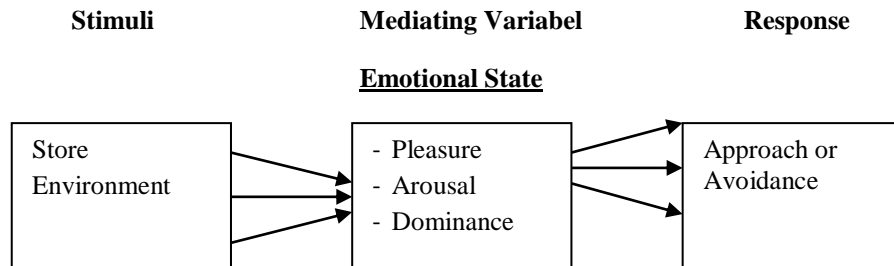 Stimuli Mediating Variabel Response
Emotional State
Store
Environment
- Pleasure
- Arousal
- Dominance
Approach or
Avoidance